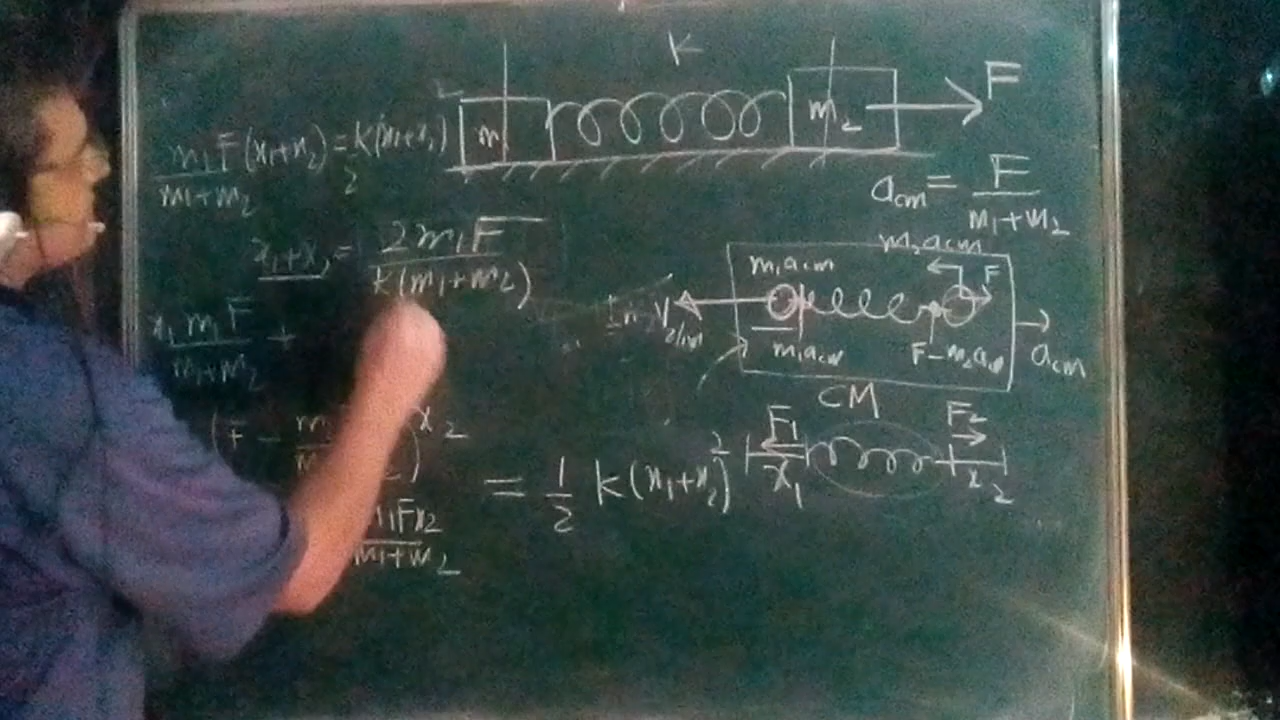 K
m
m₂
F
m₁F/(m₁+m₂) (x₁+x₂) = k(x₁+x₂)²/2
a_cm = F/(m₁+m₂)
x₁+x₂ = 2m₁F/(k(m₁+m₂))
m₁a_cm
m₂a_cm
F
m₁a_cm
F-m₂a_cm
a_cm
CM
x₁m₁F/(m₁+m₂) +
x₂
= 1/2 k(x₁+x₂)²
F₁
x₁
F₂
x₂
m₁Fx₂/(m₁+m₂)